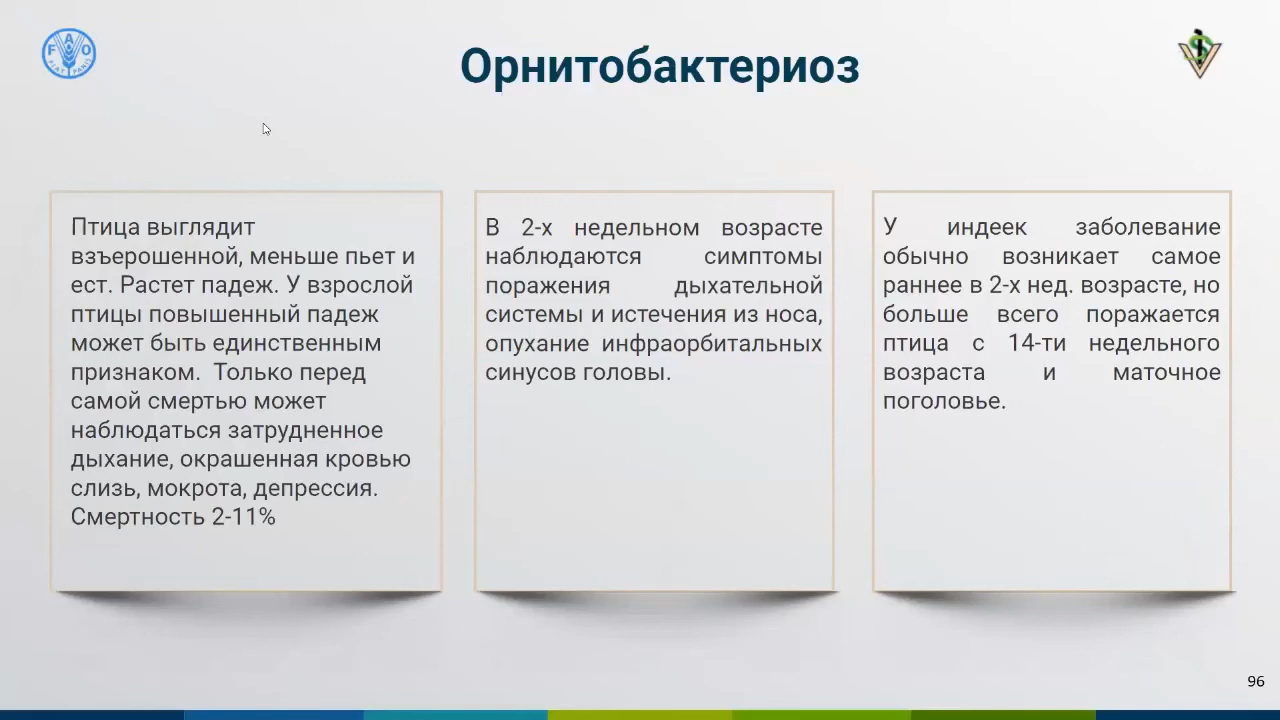 FAO
FIAT PANIS
Орнитобактериоз
Птица выглядит
взъерошенной, меньше пьет и
ест. Растет падеж. У взрослой
птицы повышенный падеж
может быть единственным
признаком. Только перед
самой смертью может
наблюдаться затрудненное
дыхание, окрашенная кровью
слизь, мокрота, депрессия.
Смертность 2-11%
В 2-х недельном возрасте
наблюдаются симптомы
поражения дыхательной
системы и истечения из носа,
опухание инфраорбитальных
синусов головы.
У индеек заболевание
обычно возникает самое
раннее в 2-х нед. возрасте, но
больше всего поражается
птица с 14-ти недельного
возраста и маточное
поголовье.
96